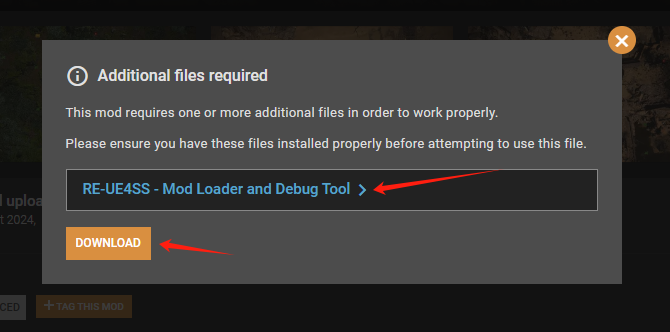 Additional files required
This mod requires one or more additional files in order to work properly.
Please ensure you have these files installed properly before attempting to use this file.
d uploa
t 2024,
RE-UE4SS - Mod Loader and Debug Tool
DOWNLOAD
CED
TAG THIS MOD